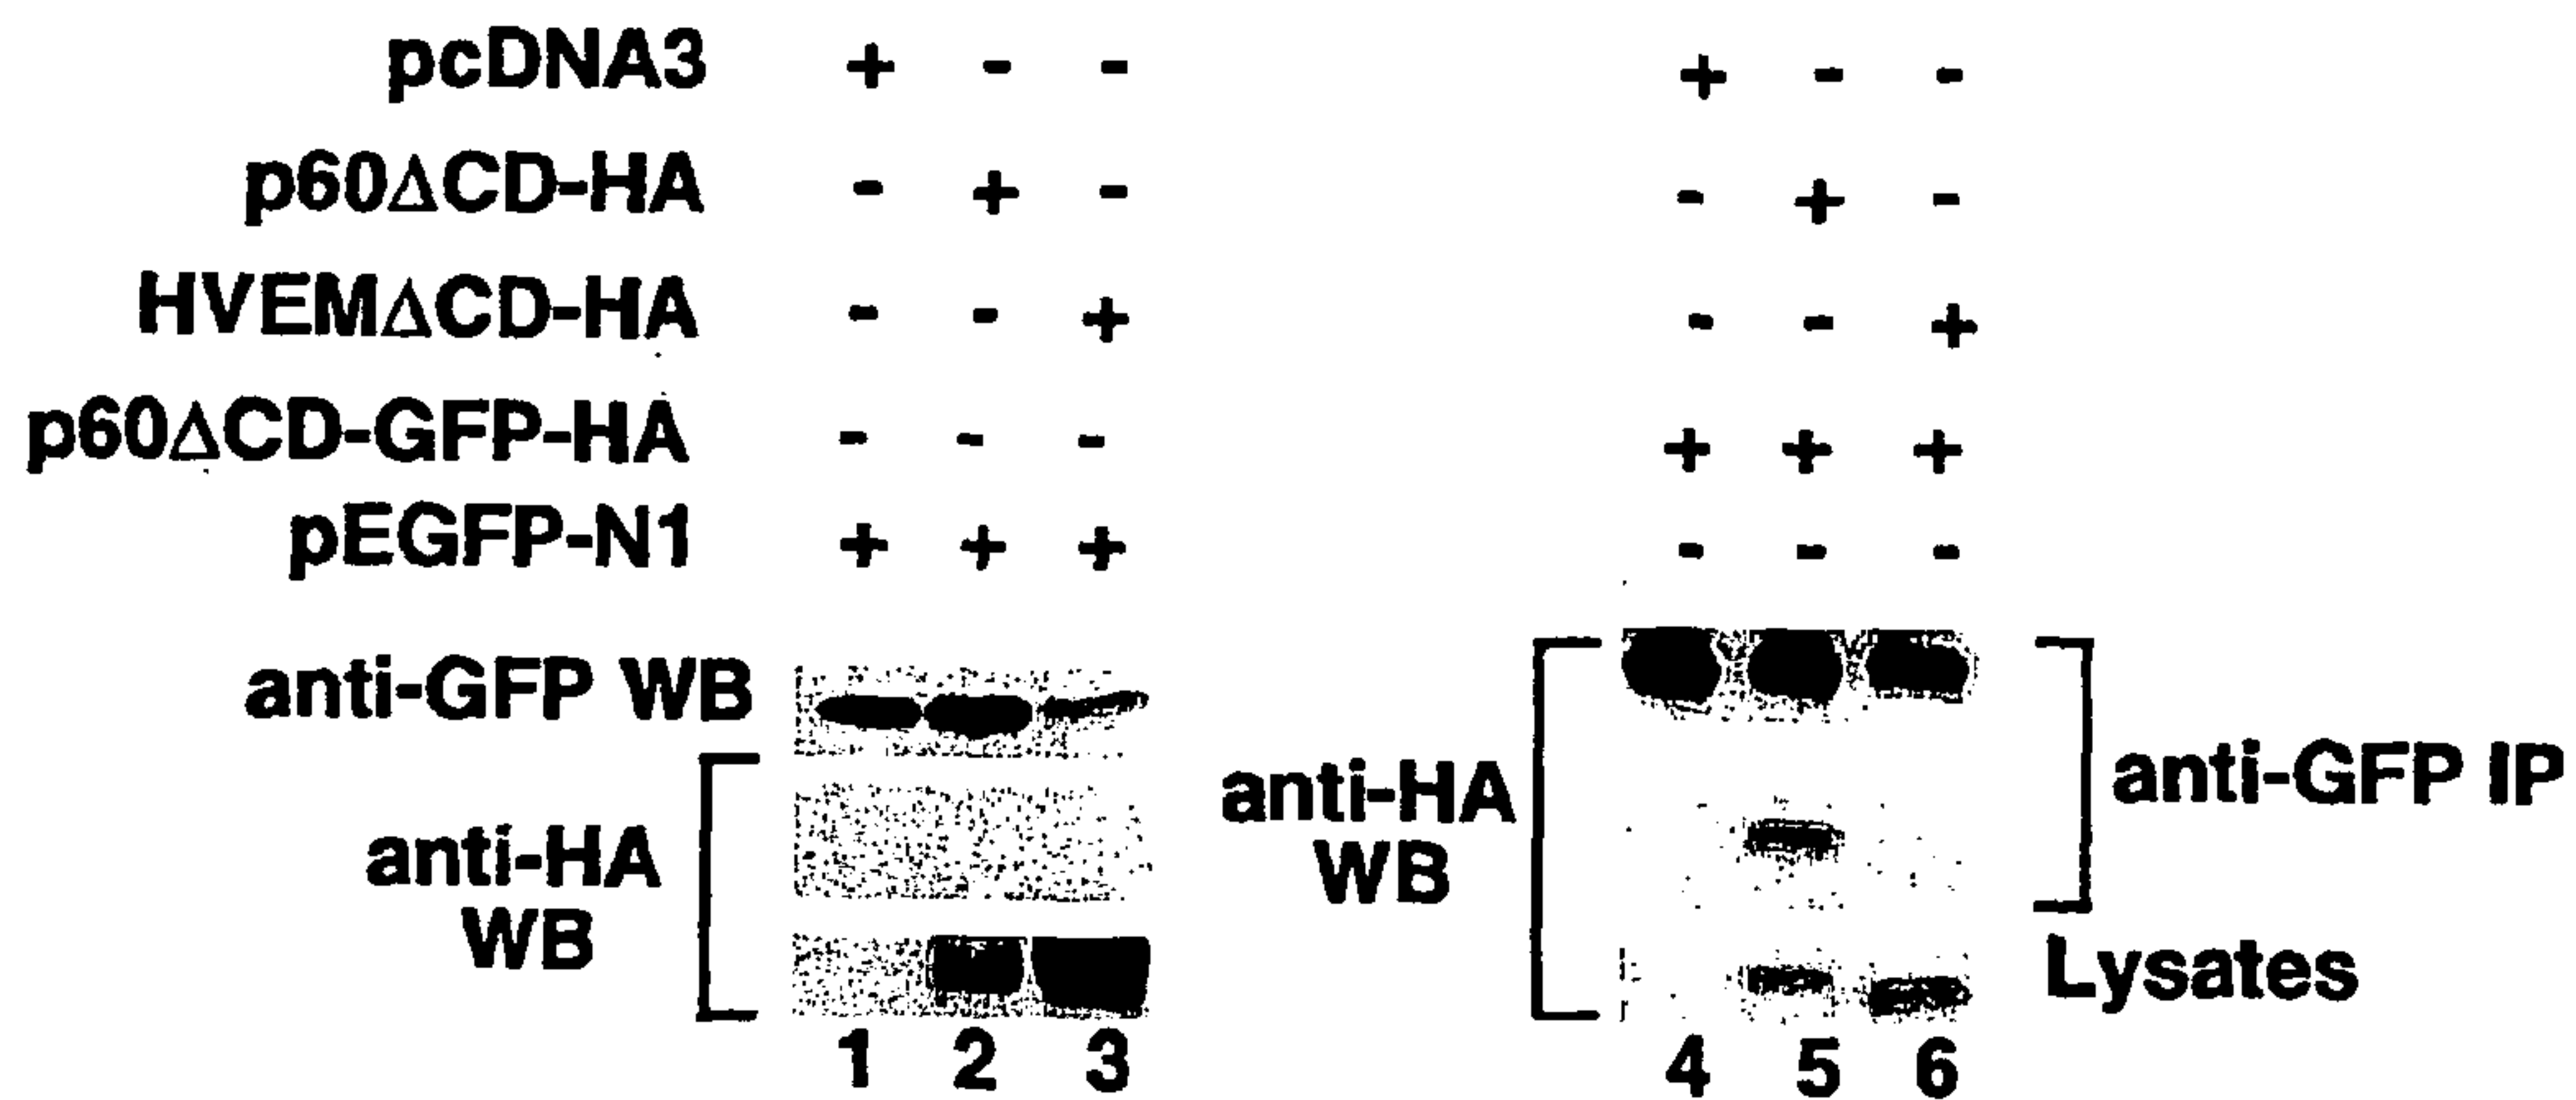 pcDNA3 + - - + - -
p60ΔCD-HA - + - - + -
HVEMΔCD-HA - - + - - +
p60ΔCD-GFP-HA - - - + + +
pEGFP-N1 + + + - - -
anti-GFP WB
anti-HA
WB
anti-HA
WB
anti-GFP IP
Lysates
1 2 3 4 5 6